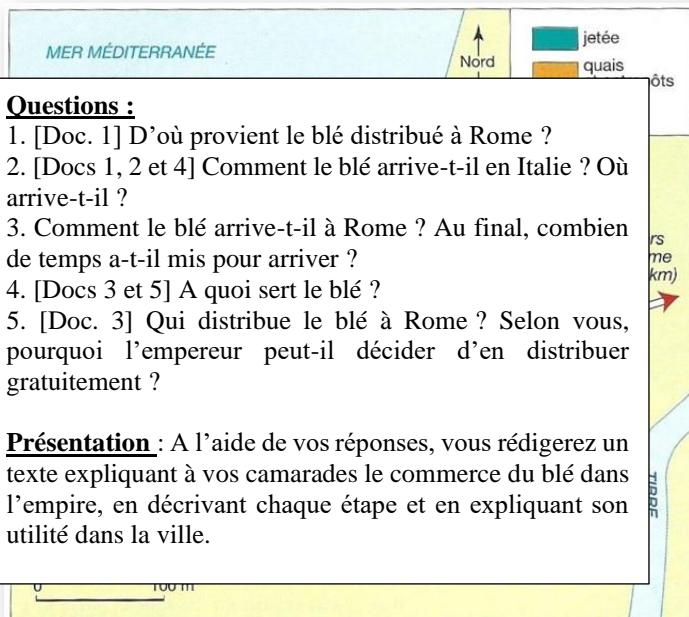 MER MÉDITERRANÉE
Nord
jetée
quais
Questions :
1. [Doc. 1] D’où provient le blé distribué à Rome ?
2. [Docs 1, 2 et 4] Comment le blé arrive-t-il en Italie ? Où
arrive-t-il ?
3. Comment le blé arrive-t-il à Rome ? Au final, combien
de temps a-t-il mis pour arriver ?
4. [Docs 3 et 5] A quoi sert le blé ?
5. [Doc. 3] Qui distribue le blé à Rome ? Selon vous,
pourquoi l’empereur peut-il décider d’en distribuer
gratuitement ?
Présentation : A l’aide de vos réponses, vous rédigerez un
texte expliquant à vos camarades le commerce du blé dans
l’empire, en décrivant chaque étape et en expliquant son
utilité dans la ville.
km)
TIBRE